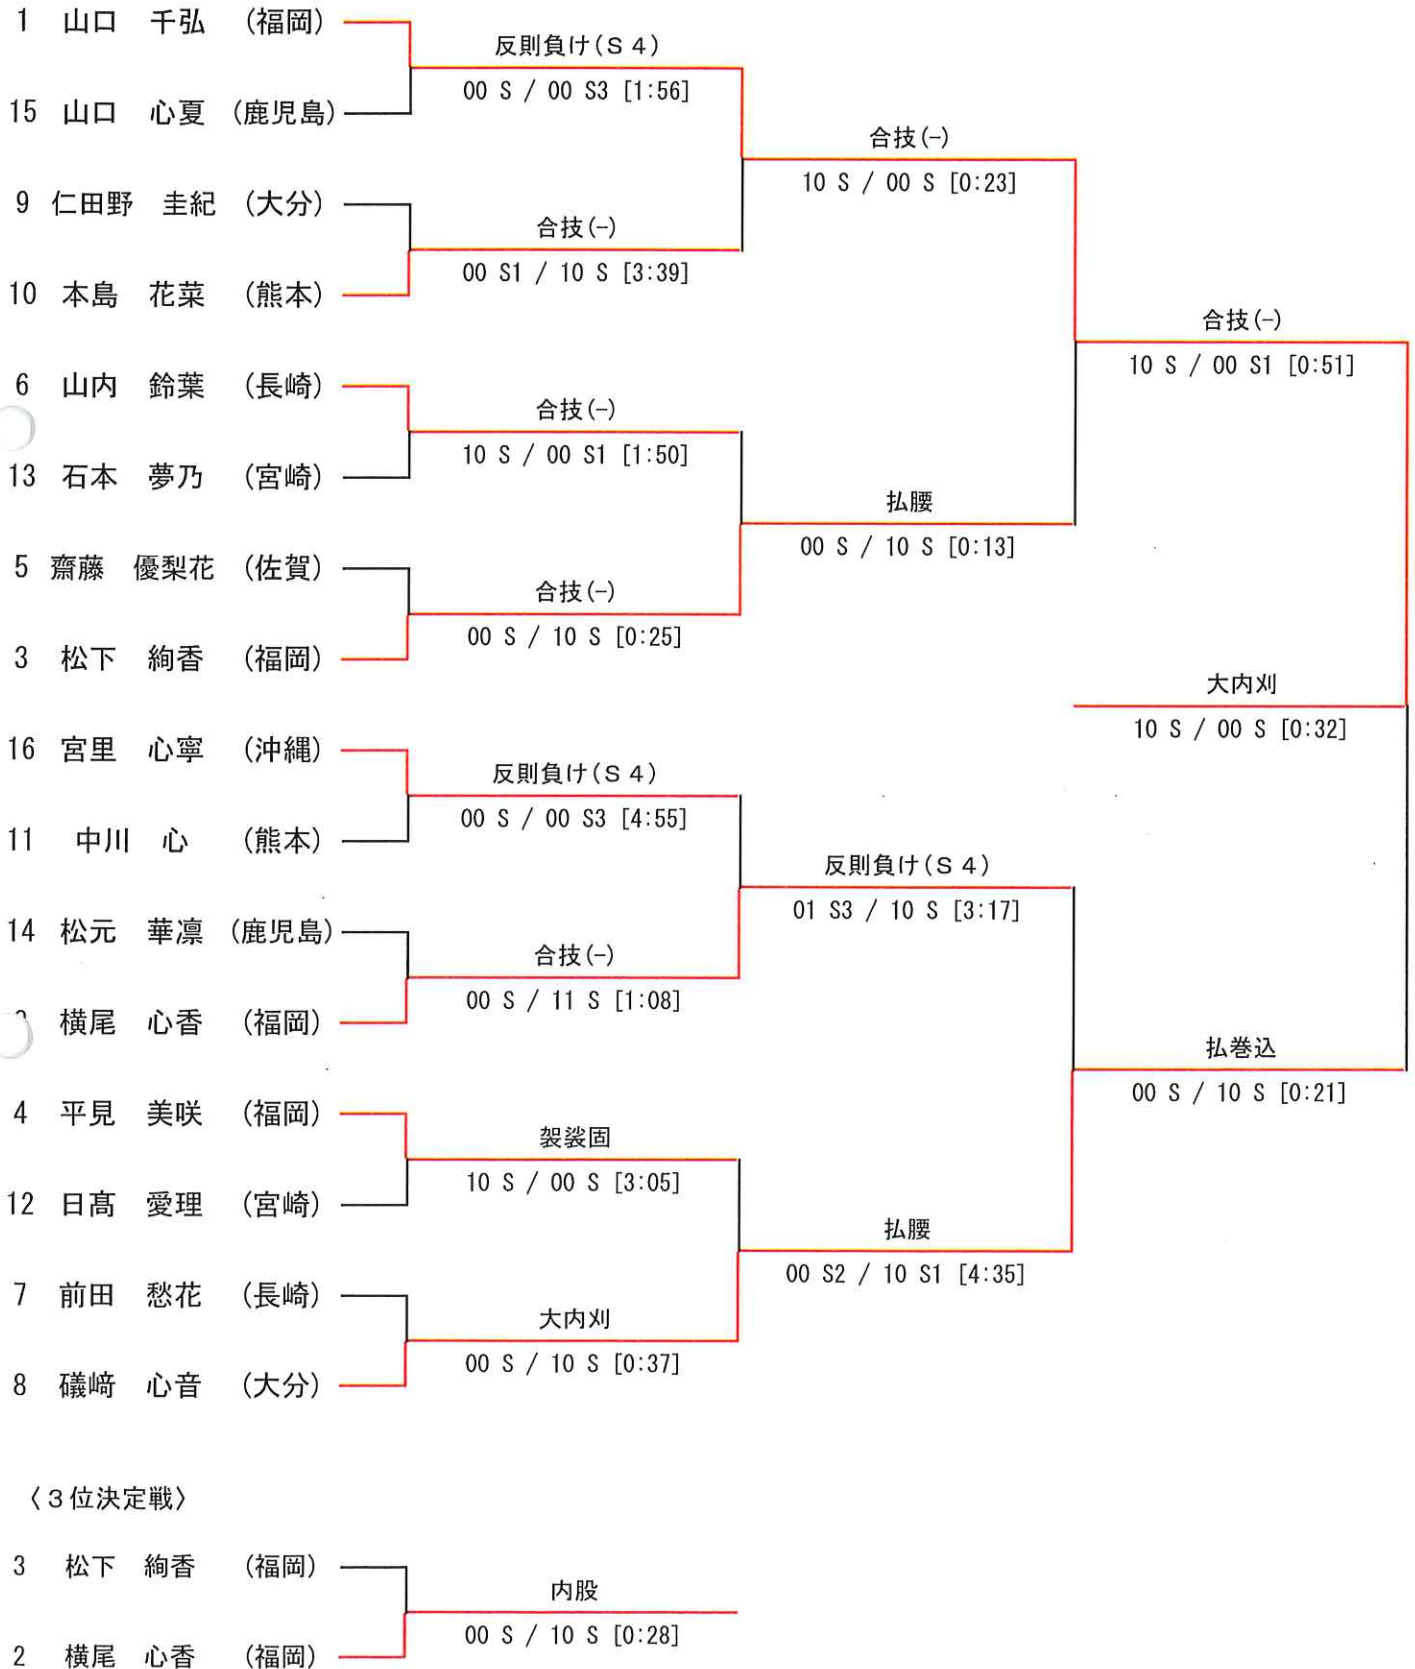 1 山口 千弘 (福岡)
反則負け(S 4)
00 S / 00 S3 [1:56]
15 山口 心夏 (鹿児島)
合技(-)
10 S / 00 S [0:23]
9 仁田野 圭紀 (大分)
合技(-)
00 S1 / 10 S [3:39]
10 本島 花菜 (熊本)
合技(-)
10 S / 00 S1 [0:51]
6 山内 鈴葉 (長崎)
合技(-)
10 S / 00 S1 [1:50]
13 石本 夢乃 (宮崎)
払腰
00 S / 10 S [0:13]
5 齋藤 優梨花 (佐賀)
合技(-)
00 S / 10 S [0:25]
3 松下 絢香 (福岡)
大内刈
10 S / 00 S [0:32]
16 宮里 心寧 (沖縄)
反則負け(S 4)
00 S / 00 S3 [4:55]
11 中川 心 (熊本)
反則負け(S 4)
01 S3 / 10 S [3:17]
14 松元 華凛 (鹿児島)
合技(-)
00 S / 11 S [1:08]
横尾 心香 (福岡)
払巻込
00 S / 10 S [0:21]
4 平見 美咲 (福岡)
袈裟固
10 S / 00 S [3:05]
12 日髙 愛理 (宮崎)
払腰
00 S2 / 10 S1 [4:35]
7 前田 愁花 (長崎)
大内刈
00 S / 10 S [0:37]
8 礒﨑 心音 (大分)
〈3位決定戦〉
3 松下 絢香 (福岡)
内股
00 S / 10 S [0:28]
2 横尾 心香 (福岡)